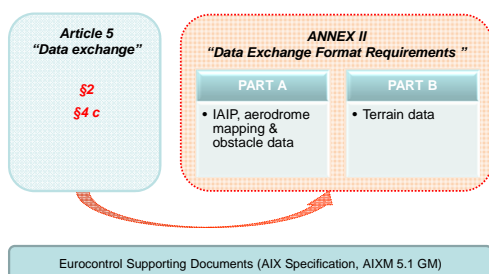 Article 5
“Data exchange”
§2
§4 c
ANNEX II
“Data Exchange Format Requirements ”
PART A
• IAIP, aerodrome
mapping &
obstacle data
PART B
• Terrain data
Eurocontrol Supporting Documents (AIX Specification, AIXM 5.1 GM)